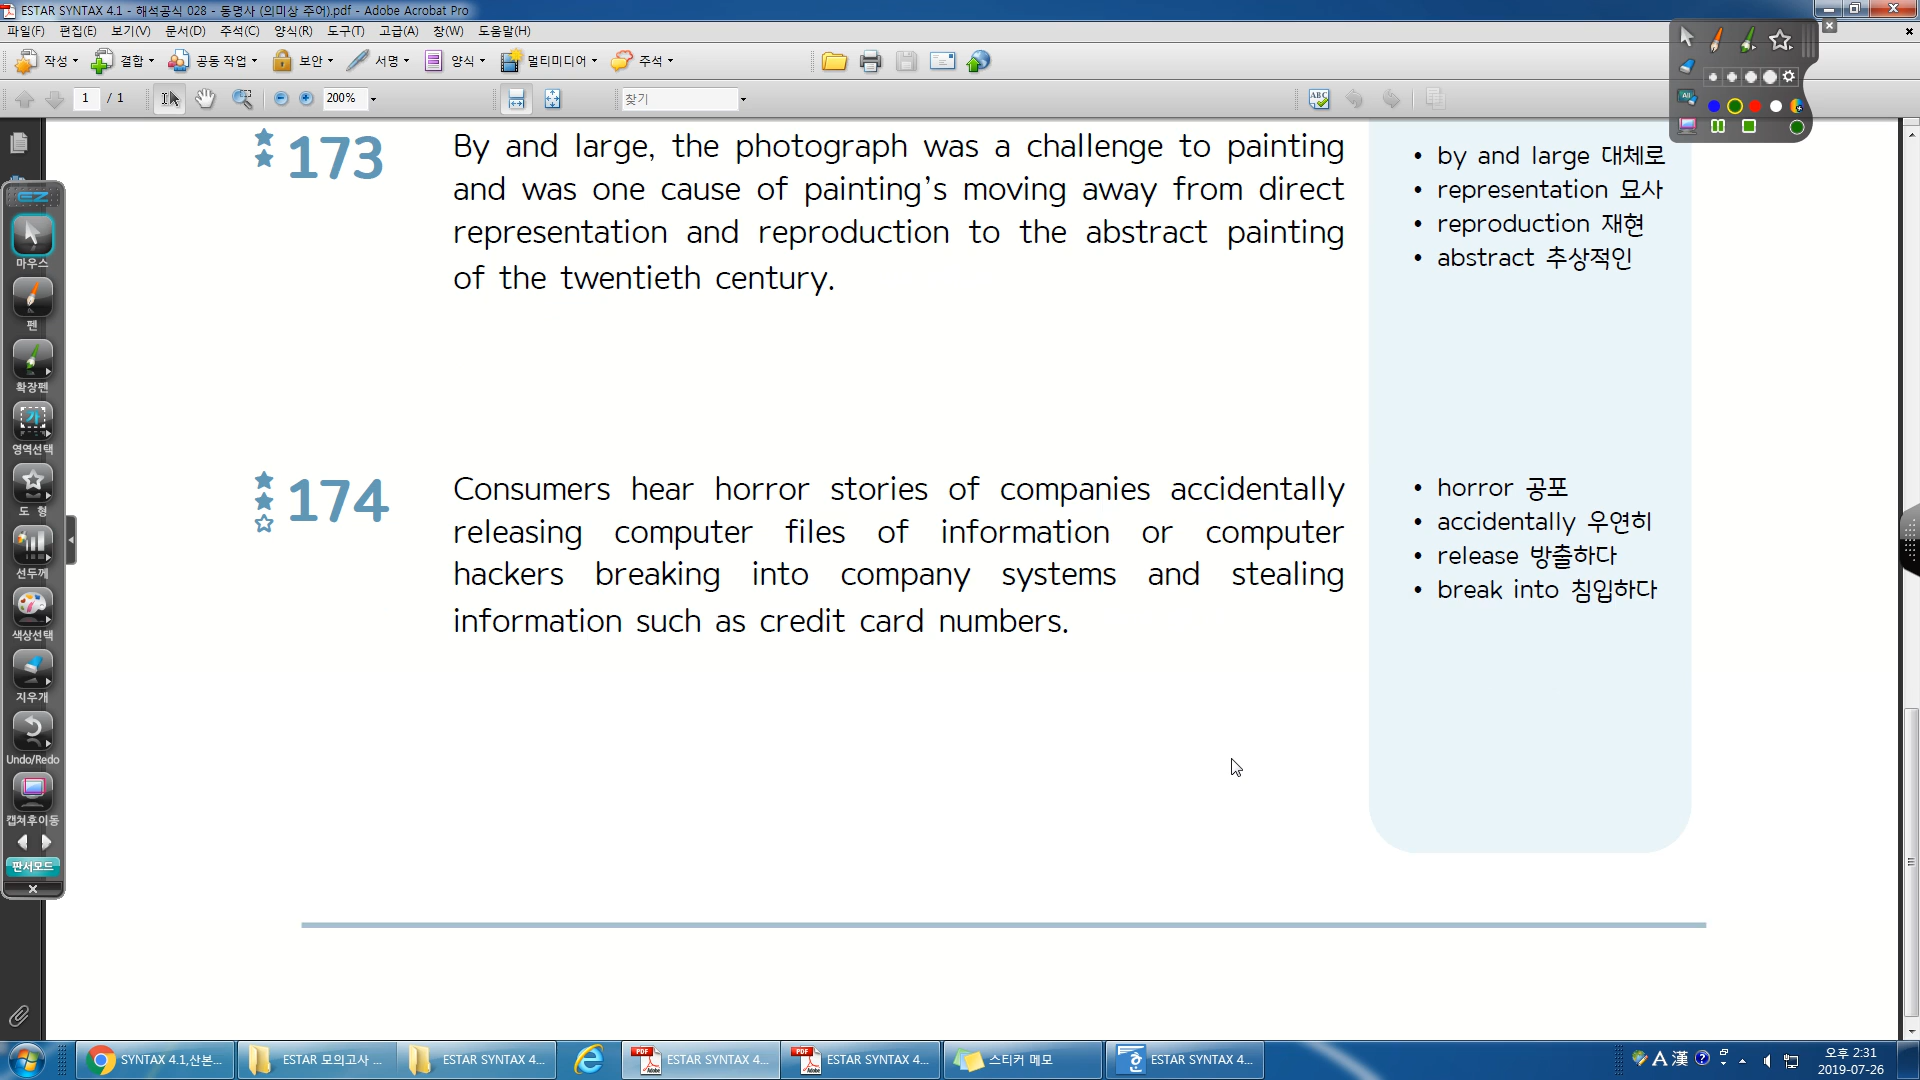 ESTAR SYNTAX 4.1 - 해석공식 028 - 동명사 (의미상 주어).pdf - Adobe Acrobat Pro
파일(F) 편집(E) 보기(V) 문서(D) 주석(C) 양식(R) 도구(T) 고급(A) 창(W) 도움말(H)
작성 결합 공동 작업 보안 서명 양식 멀티미디어 주석
1 / 1 200% 찾기
173
By and large, the photograph was a challenge to painting
and was one cause of painting's moving away from direct
representation and reproduction to the abstract painting
of the twentieth century.
• by and large 대체로
• representation 묘사
• reproduction 재현
• abstract 추상적인
174
Consumers hear horror stories of companies accidentally
releasing computer files of information or computer
hackers breaking into company systems and stealing
information such as credit card numbers.
• horror 공포
• accidentally 우연히
• release 방출하다
• break into 침입하다
EZ
마우스
펜
확장펜
영역선택
도 형
선두께
색상선택
지우개
Undo/Redo
캡쳐후이동
판서모드
SYNTAX 4.1,산본...
ESTAR 모의고사 ...
ESTAR SYNTAX 4...
ESTAR SYNTAX 4...
ESTAR SYNTAX 4...
스티커 메모
ESTAR SYNTAX 4...
A 漢
오후 2:31
2019-07-26